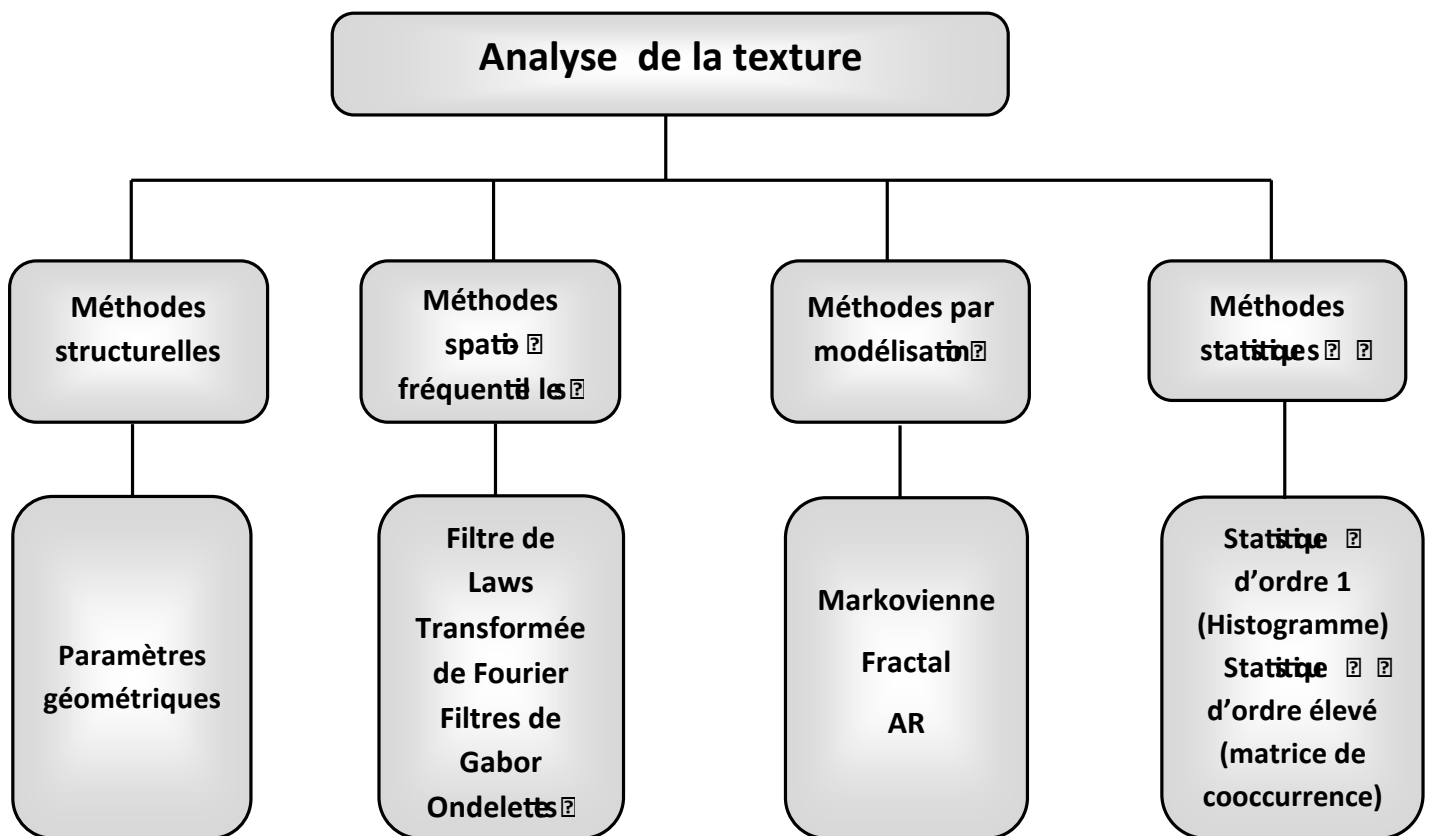 Analyse de la texture
Méthodes
structurelles
Méthodes
spatio-
fréquentielles
Méthodes par
modélisation
Méthodes
statistiques
Paramètres
géométriques
Filtre de
Laws
Transformée
de Fourier
Filtres de
Gabor
Ondelettes
Markovienne
Fractal
AR
Statistique
d’ordre 1
(Histogramme)
Statistique
d’ordre élevé
(matrice de
cooccurrence)